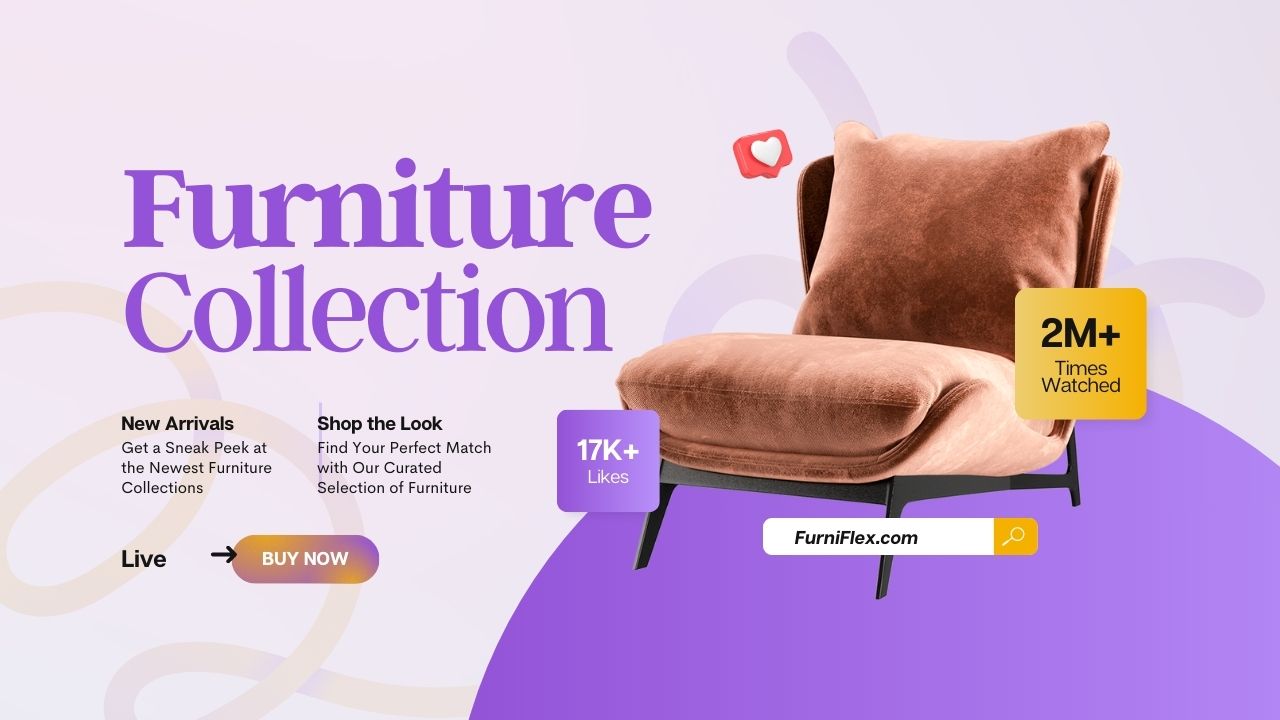 Furniture
Collection
New Arrivals
Get a Sneak Peek at
the Newest Furniture
Collections
Shop the Look
Find Your Perfect Match
with Our Curated
Selection of Furniture
Live
BUY NOW
17K+
Likes
2M+
Times
Watched
FurniFlex.com